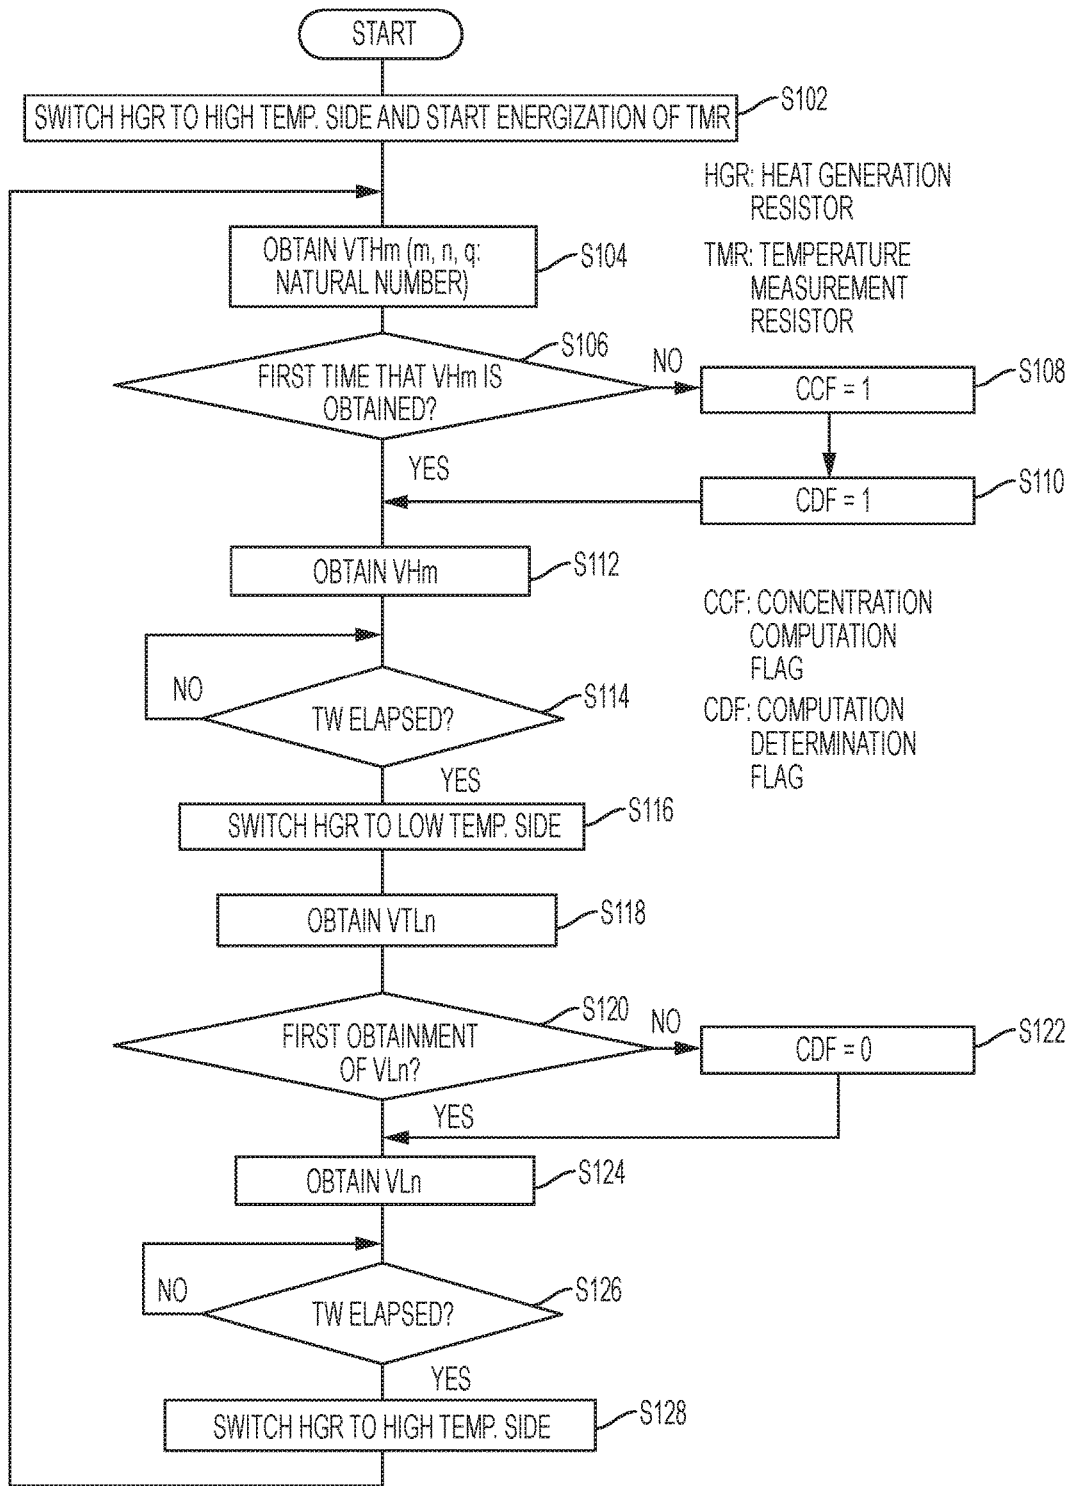 START
SWITCH HGR TO HIGH TEMP. SIDE AND START ENERGIZATION OF TMR
S102
HGR: HEAT GENERATION
RESISTOR
TMR: TEMPERATURE
MEASUREMENT
RESISTOR
OBTAIN VTHm (m, n, q:
NATURAL NUMBER)
S104
FIRST TIME THAT VHm IS
OBTAINED?
S106
NO
CCF = 1
S108
YES
CDF = 1
S110
OBTAIN VHm
S112
CCF: CONCENTRATION
COMPUTATION
FLAG
CDF: COMPUTATION
DETERMINATION
FLAG
NO
TW ELAPSED?
S114
YES
SWITCH HGR TO LOW TEMP. SIDE
S116
OBTAIN VTLn
S118
FIRST OBTAINMENT
OF VLn?
S120
NO
CDF = 0
S122
YES
OBTAIN VLn
S124
NO
TW ELAPSED?
S126
YES
SWITCH HGR TO HIGH TEMP. SIDE
S128